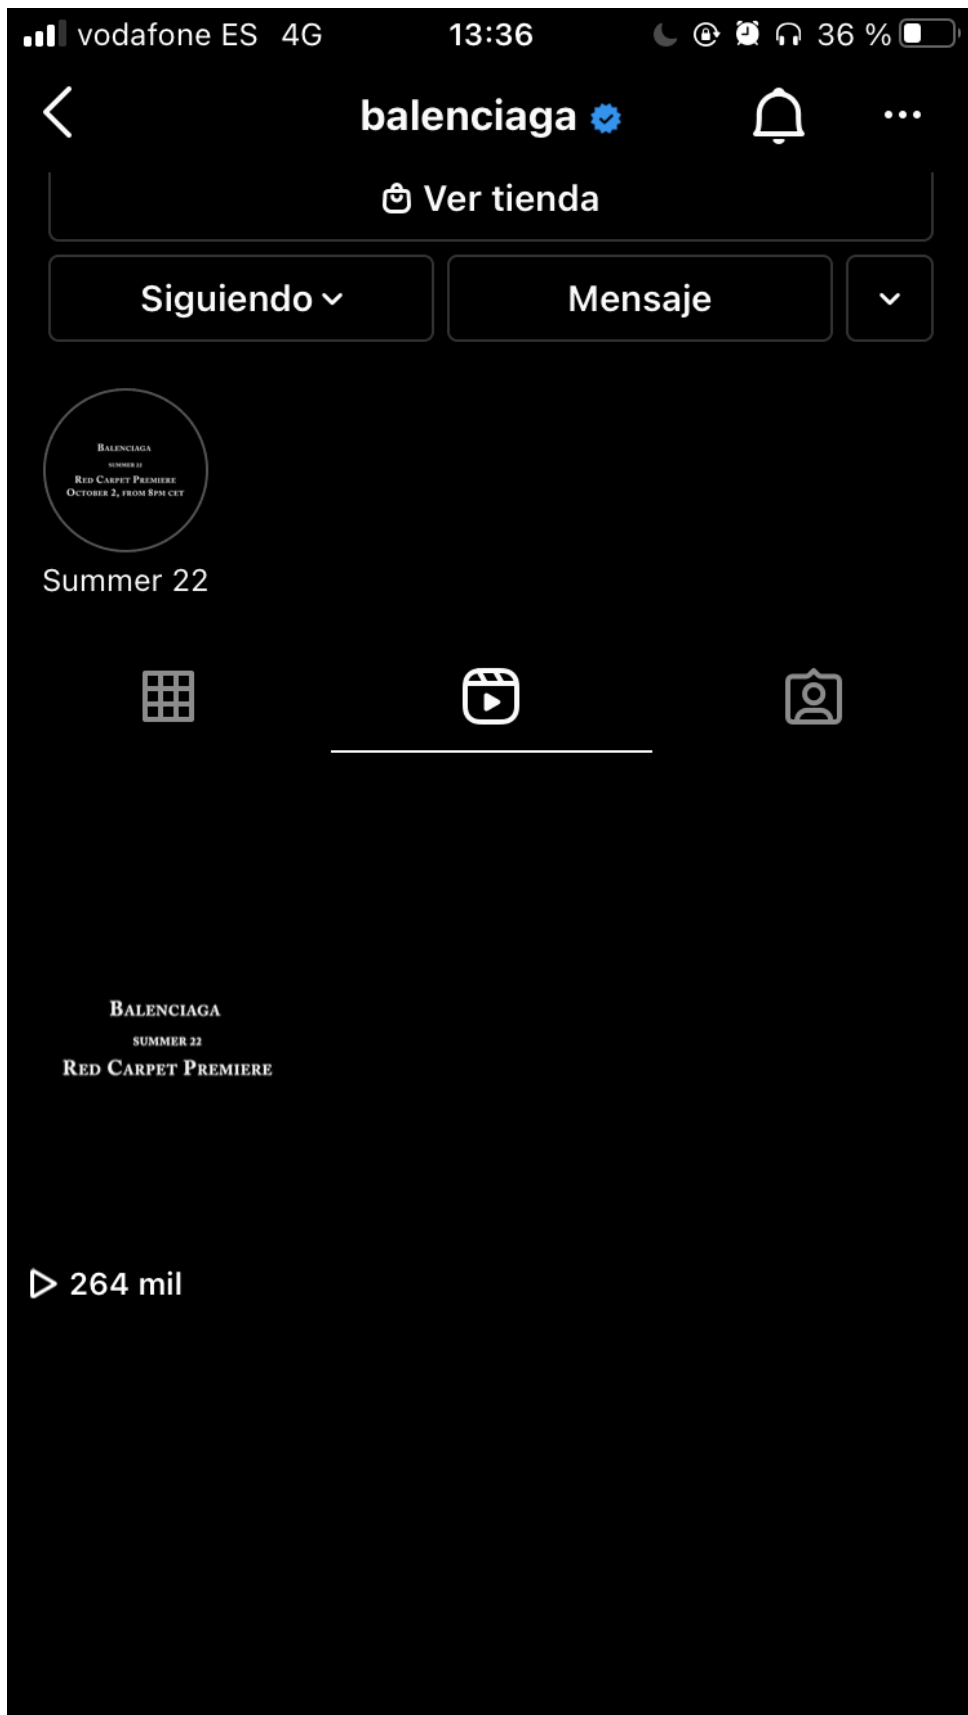 vodafone ES 4G 13:36 36 %
balenciaga
Ver tienda
Siguiendo Mensaje
BALENCIAGA
SUMMER 22
RED CARPET PREMIERE
OCTOBER 2, FROM 8PM CET
Summer 22
BALENCIAGA
SUMMER 22
RED CARPET PREMIERE
264 mil